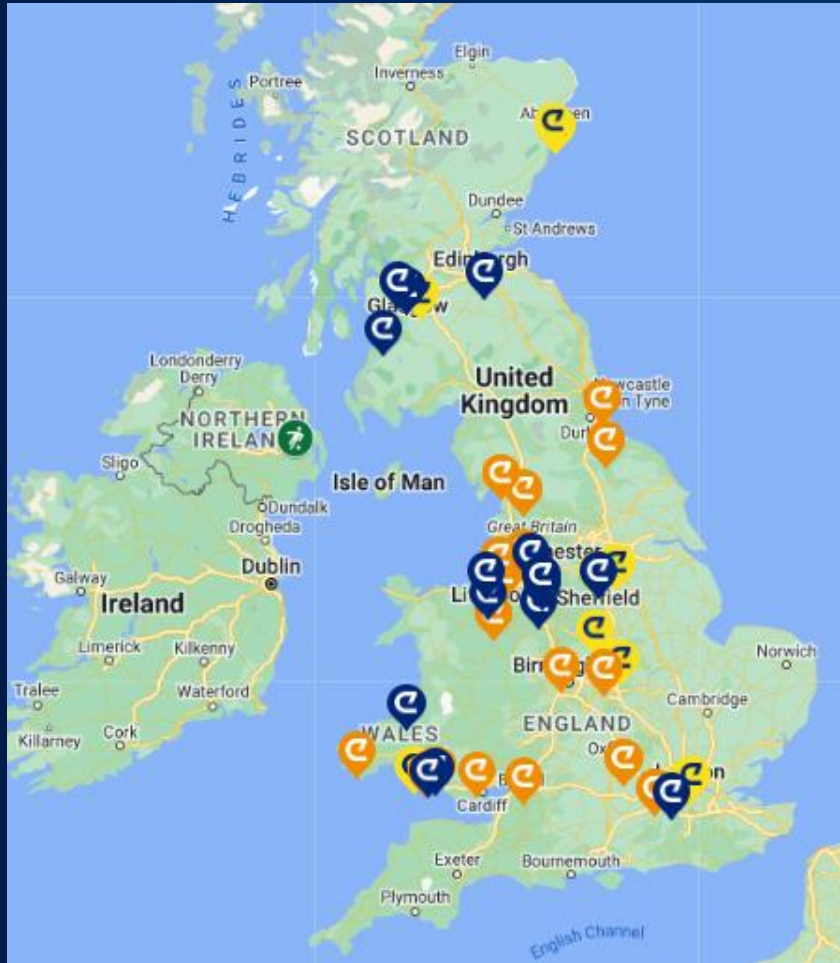 Elgin
Inverness
Portree
HEBRIDES
SCOTLAND
Dundee
St Andrews
Londonderry
Derry
United
Kingdom
NORTHERN
Sligo
Isle of Man
Dundalk
Drogheda
Great Britain
Dublin
Galway
Ireland
Sheffield
Limerick
Kilkenny
Norwich
Tralee
Waterford
Cambridge
Killarney
Cork
WALES
ENGLAND
Cardiff
Exeter
Bournemouth
Plymouth
English Channel